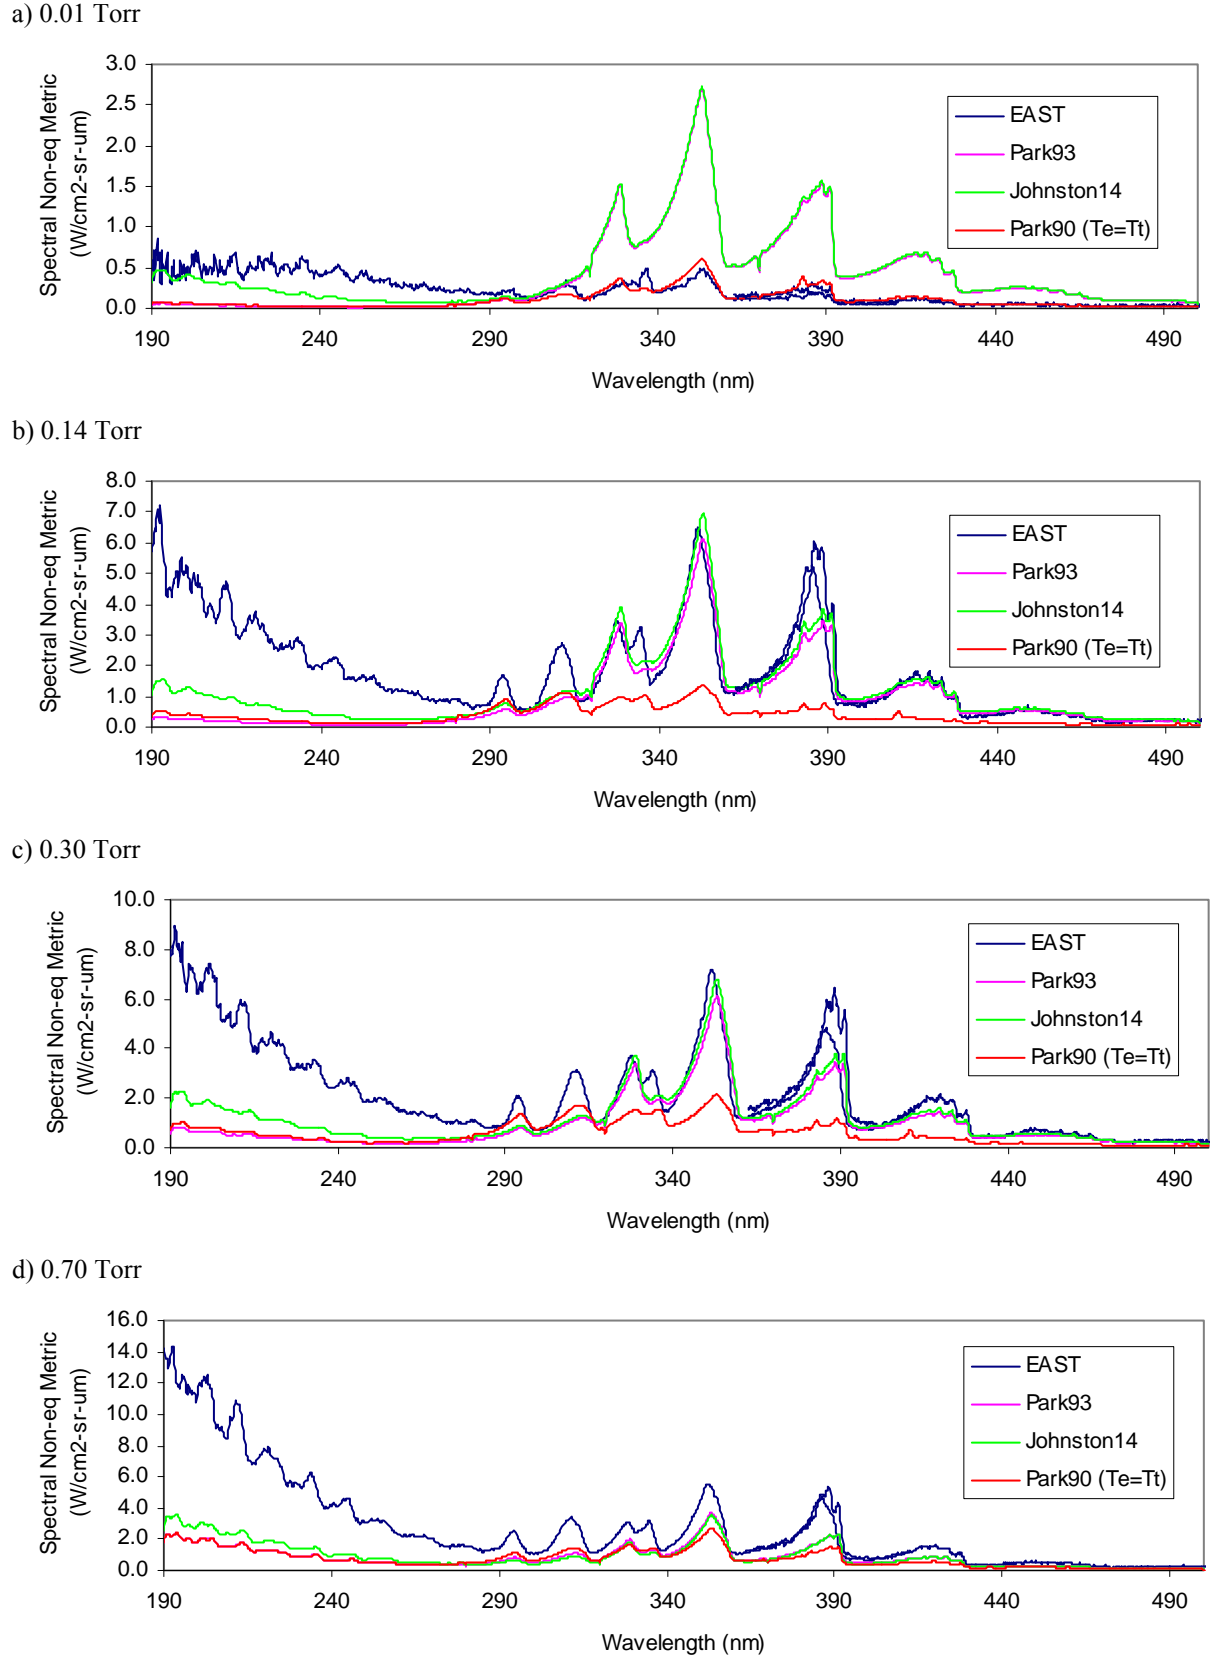 a) 0.01 Torr
3.0
2.5
2.0
1.5
1.0
0.5
0.0
Spectral Non-eq Metric
(W/cm2-sr-um)
EAST
Park93
Johnston14
Park90 (Te=Tt)
190 240 290 340 390 440 490
Wavelength (nm)
b) 0.14 Torr
8.0
7.0
6.0
5.0
4.0
3.0
2.0
1.0
0.0
Spectral Non-eq Metric
(W/cm2-sr-um)
EAST
Park93
Johnston14
Park90 (Te=Tt)
190 240 290 340 390 440 490
Wavelength (nm)
c) 0.30 Torr
10.0
8.0
6.0
4.0
2.0
0.0
Spectral Non-eq Metric
(W/cm2-sr-um)
EAST
Park93
Johnston14
Park90 (Te=Tt)
190 240 290 340 390 440 490
Wavelength (nm)
d) 0.70 Torr
16.0
14.0
12.0
10.0
8.0
6.0
4.0
2.0
0.0
Spectral Non-eq Metric
(W/cm2-sr-um)
EAST
Park93
Johnston14
Park90 (Te=Tt)
190 240 290 340 390 440 490
Wavelength (nm)